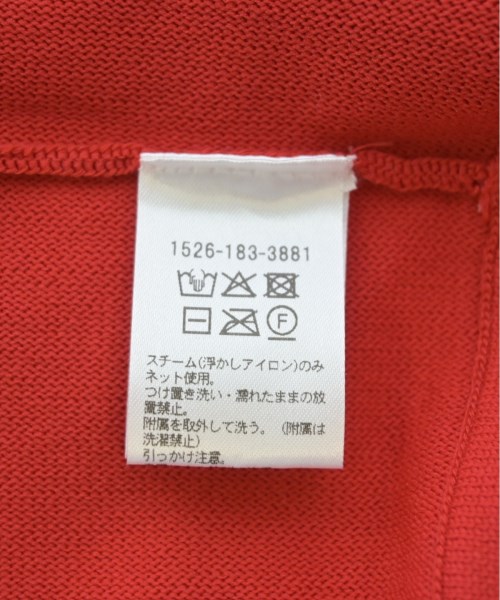 1526-183-3881
F
スチーム(浮かしアイロン)のみ
ネット使用。
つけ置き洗い・濡れたままの放
置禁止。
附属を取外して洗う。（附属は
洗濯禁止）
引っかけ注意。